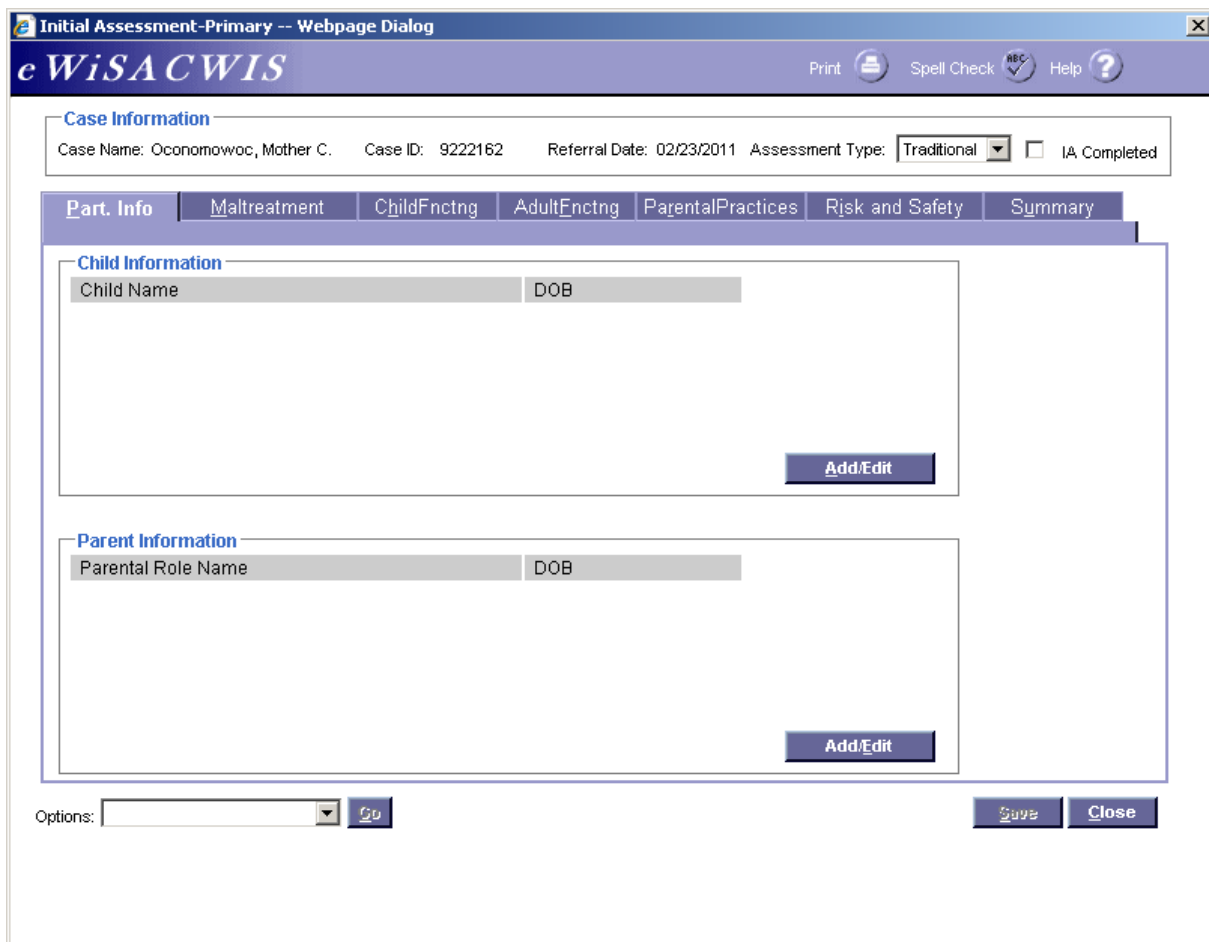 Initial Assessment-Primary -- Webpage Dialog
e WiSACWIS Print Spell Check ABC Help ?
Case Information
Case Name: Oconomowoc, Mother C. Case ID: 9222162 Referral Date: 02/23/2011 Assessment Type: Traditional IA Completed
Part. Info Maltreatment ChildFnctng AdultFnctng ParentalPractices Risk and Safety Summary
Child Information
Child Name DOB
Add/Edit
Parent Information
Parental Role Name DOB
Add/Edit
Options: Go Save Close